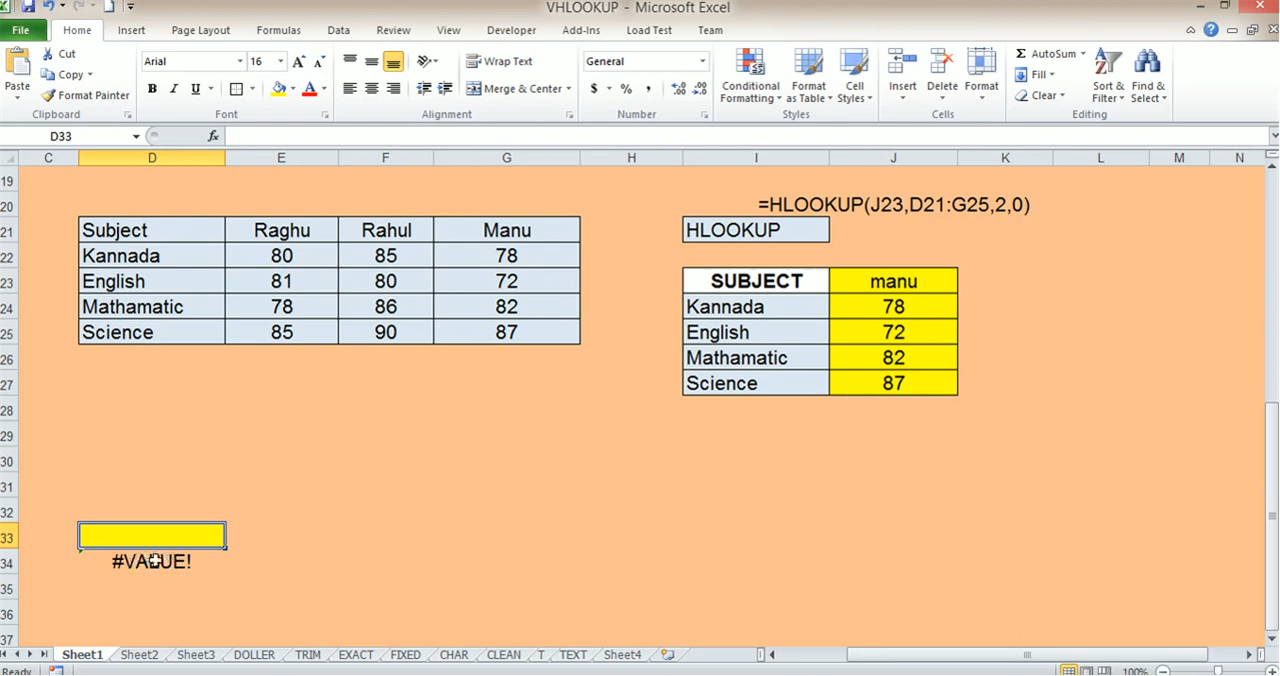 VHLOOKUP - Microsoft Excel
File Home Insert Page Layout Formulas Data Review View Developer Add-Ins Load Test Team
Paste
Cut
Copy
Format Painter
Clipboard
Arial 16 A A
B I U A
Font
Wrap Text
Merge & Center
Alignment
General
$ % ,
Number
Conditional Formatting
Format as Table
Cell Styles
Styles
Insert Delete Format
Cells
Σ AutoSum
Fill
Clear
Sort & Filter
Find & Select
Editing
D33 fx
C D E F G H I J K L M N
19
20 =HLOOKUP(J23,D21:G25,2,0)
21 Subject Raghu Rahul Manu HLOOKUP
22 Kannada 80 85 78
23 English 81 80 72 SUBJECT manu
24 Mathamatic 78 86 82 Kannada 78
25 Science 85 90 87 English 72
26 Mathamatic 82
27 Science 87
28
29
30
31
32
33
34 #VALUE!
35
36
37
Sheet1 Sheet2 Sheet3 DOLLER TRIM EXACT FIXED CHAR CLEAN T TEXT Sheet4
Ready 100%